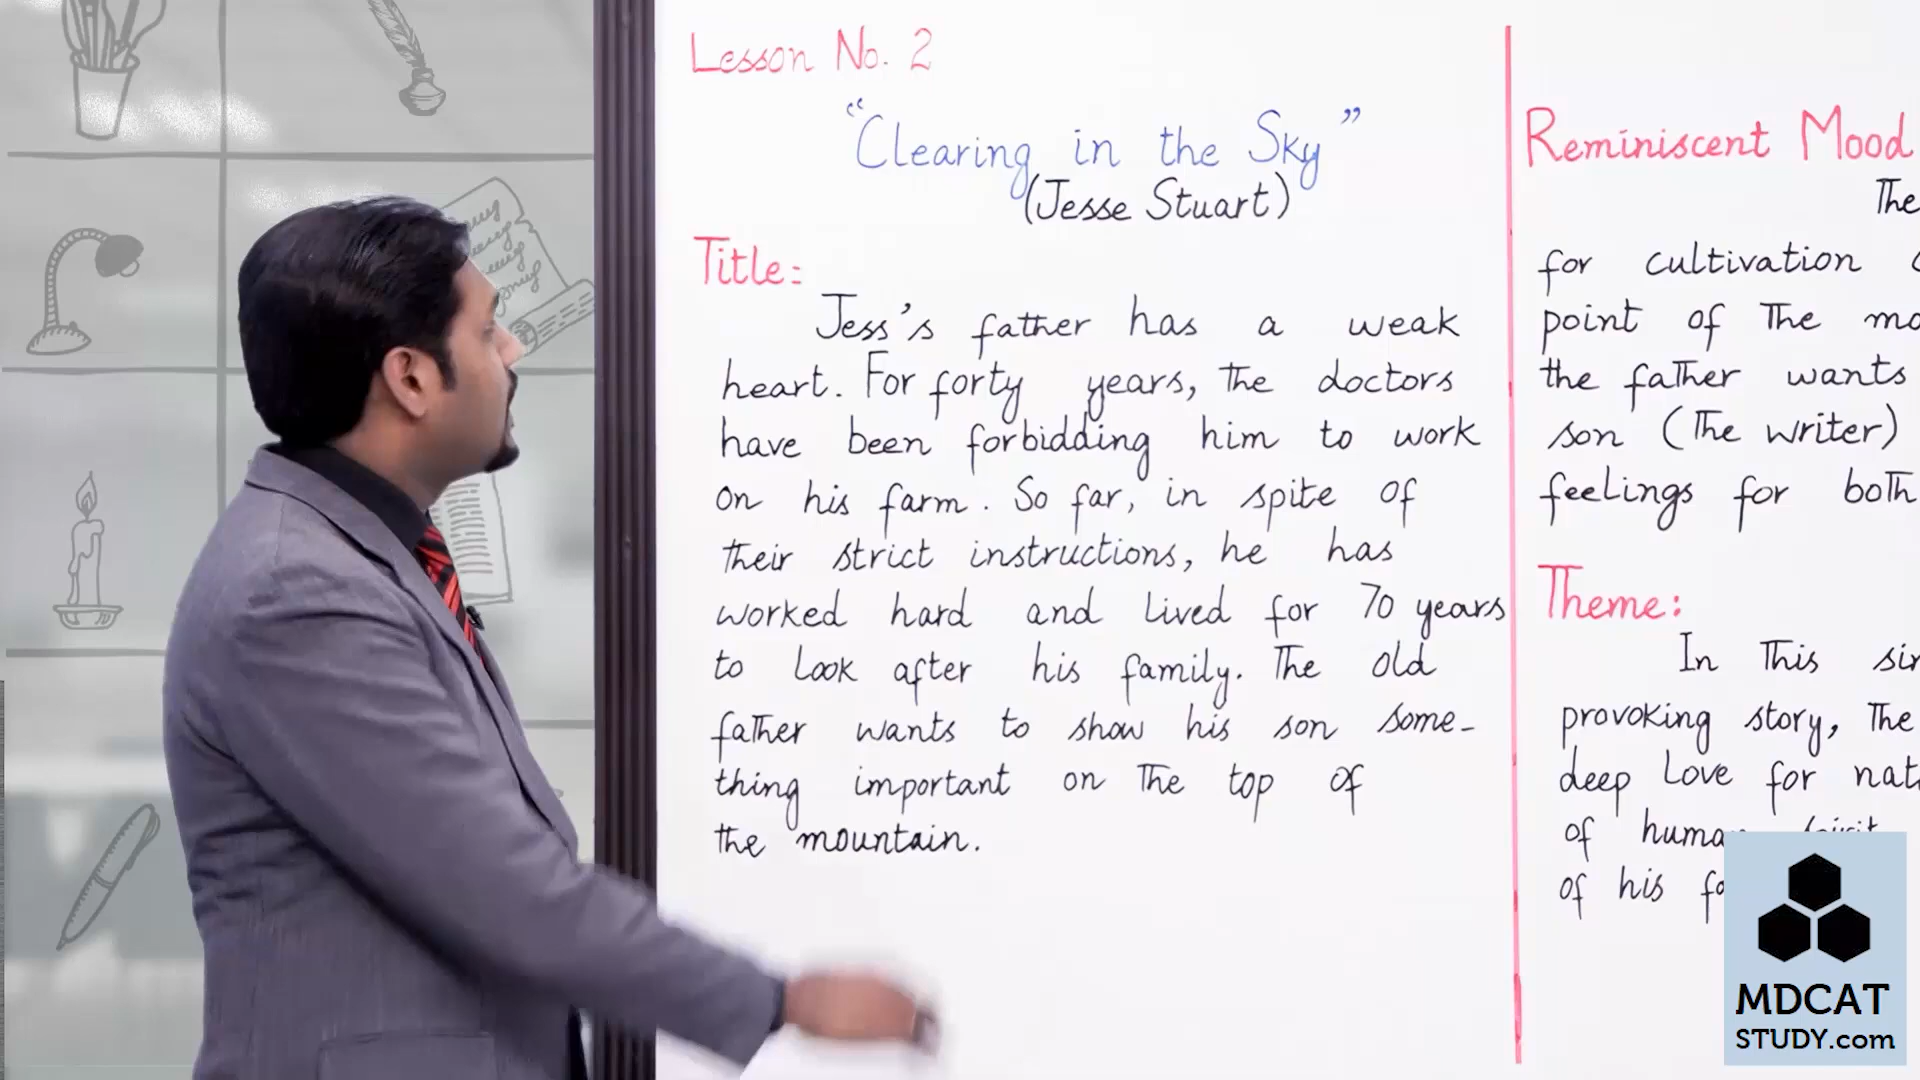 Lesson No. 2
"Clearing in the Sky"
(Jesse Stuart)
Title:
Jess's father has a weak
heart. For forty years, the doctors
have been forbidding him to work
on his farm. So far, in spite of
their strict instructions, he has
worked hard and lived for 70 years
to look after his family. The old
father wants to show his son some-
thing important on the top of
the mountain.
Reminiscent Mood
The
for cultivation
point of the
the father wants
son (The writer)
feelings for both
Theme:
In this
provoking story, The
deep love for
of
of his
MDCAT
STUDY.com